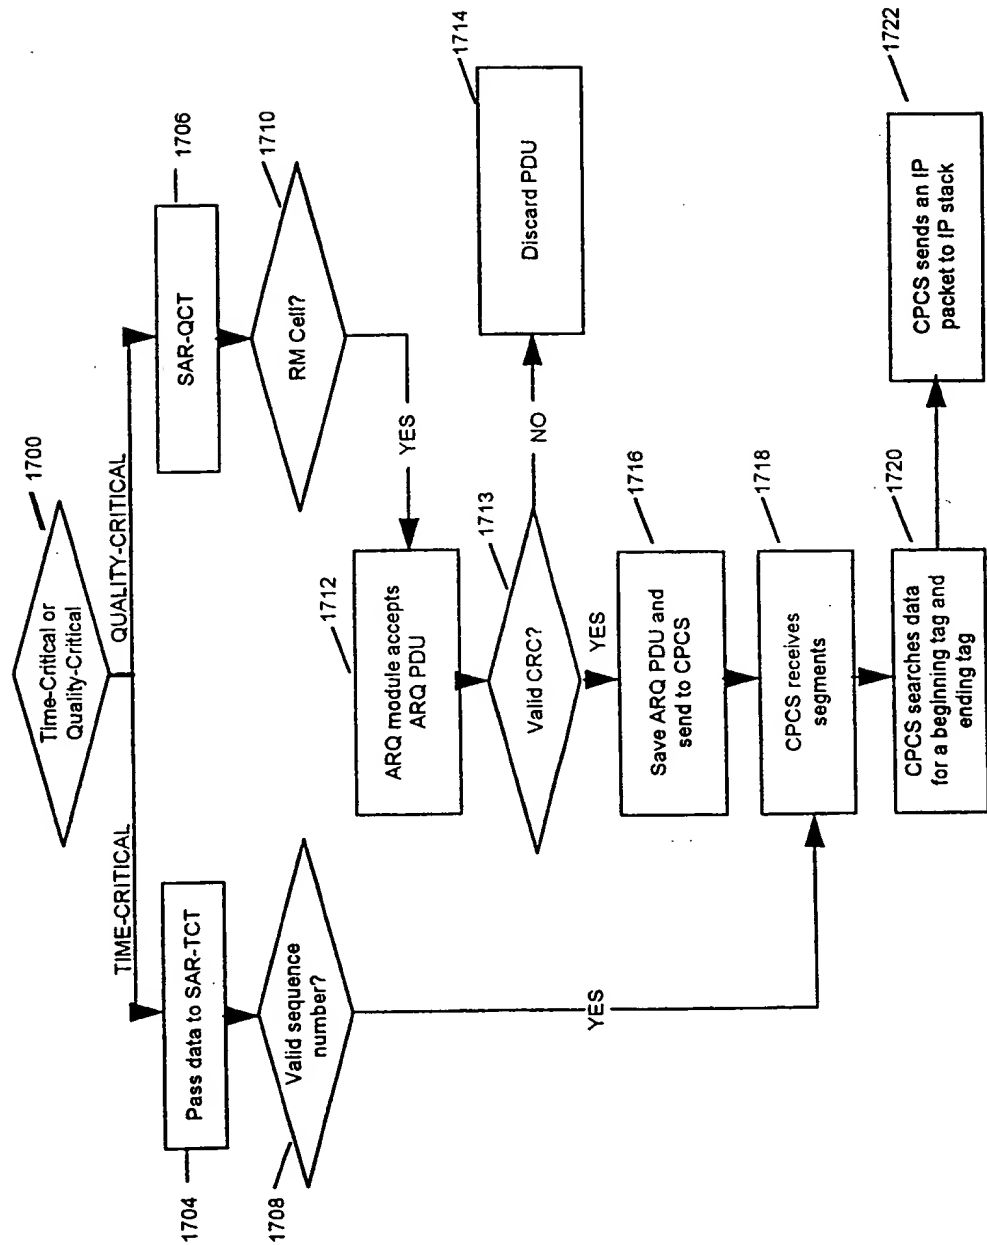 1700
Time-Critical or
Quality-Critical
TIME-CRITICAL
QUALITY-CRITICAL
1704
Pass data to SAR-TCT
1706
SAR-QCT
1708
Valid sequence
number?
1710
RM Cell?
YES
1712
ARQ module accepts
ARQ PDU
1713
Valid CRC?
NO
1714
Discard PDU
YES
1716
Save ARQ PDU and
send to CPCS
YES
1718
CPCS receives
segments
1720
CPCS searches data
for a beginning tag and
ending tag
1722
CPCS sends an IP
packet to IP stack